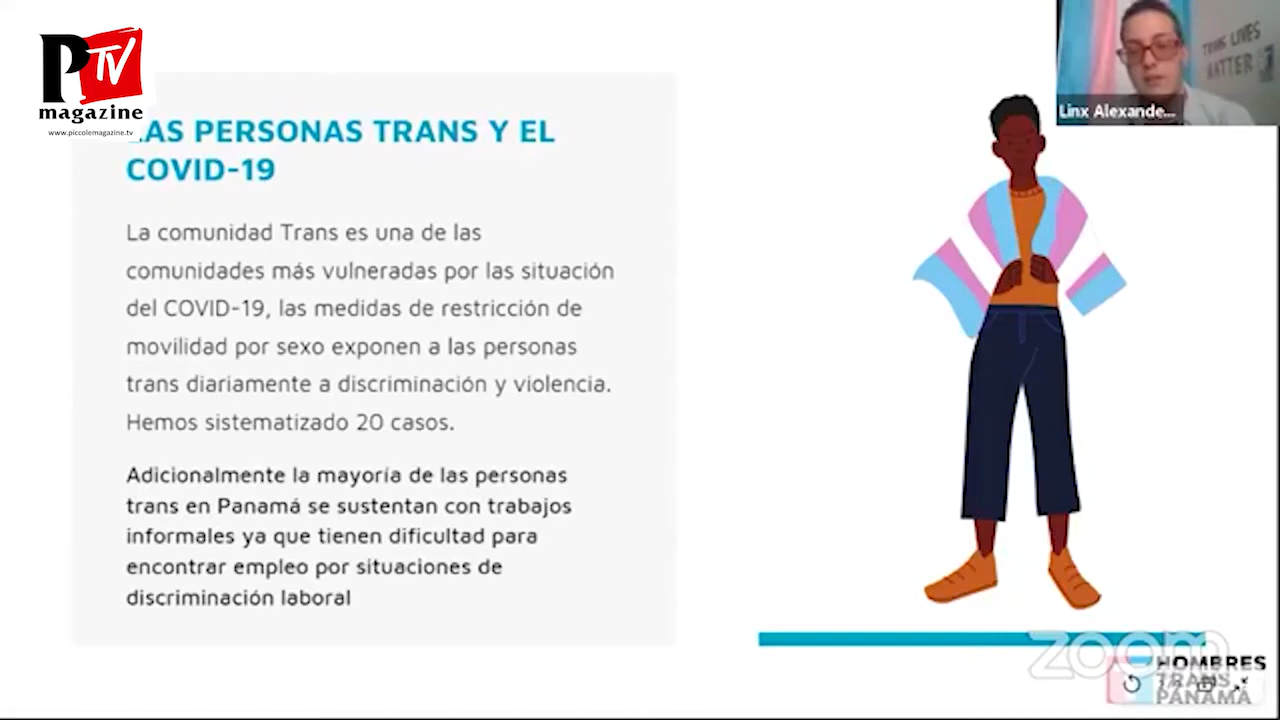 PTV
magazine
www.piccolemagazine.tv
LAS PERSONAS TRANS Y EL
COVID-19
La comunidad Trans es una de las
comunidades más vulneradas por las situación
del COVID-19, las medidas de restricción de
movilidad por sexo exponen a las personas
trans diariamente a discriminación y violencia.
Hemos sistematizado 20 casos.
Adicionalmente la mayoría de las personas
trans en Panamá se sustentan con trabajos
informales ya que tienen dificultad para
encontrar empleo por situaciones de
discriminación laboral
TRANS LIVES
MATTER
Linx Alexande...
zoom
HOMBRES
TRANS
PANAMÁ